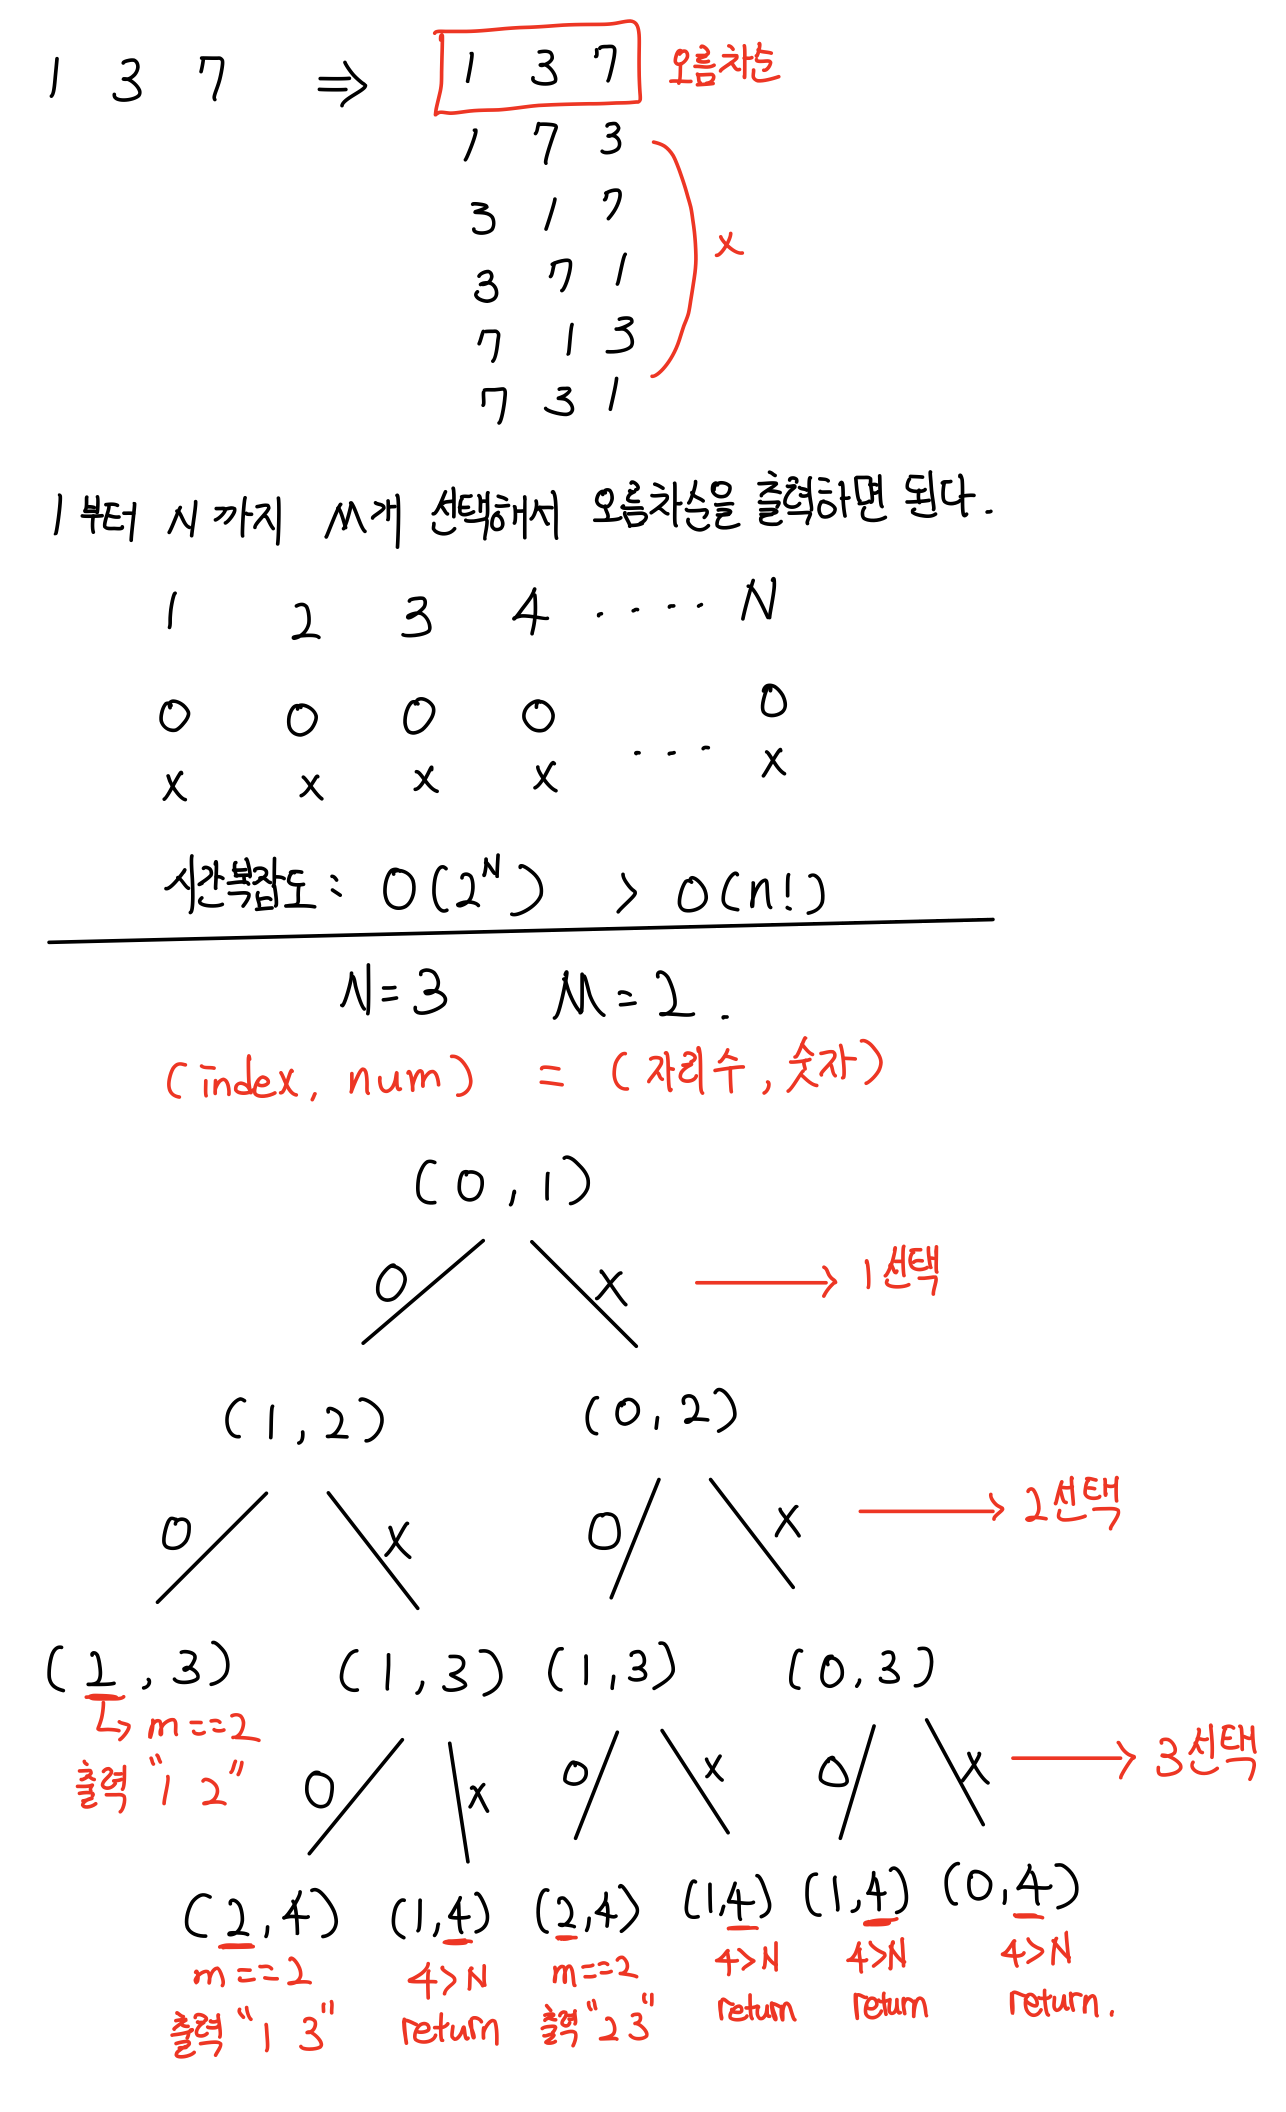 1 3 7 ⇒ 1 3 7 오름차순
1 7 3
3 1 7
3 7 1
7 1 3
7 3 1
x
1부터 N까지 M개 선택해서 오름차순을 출력하면 된다.
1 2 3 4 ···· N
O O O O O
x x x x ··· x
시간복잡도 : O(2^N) > O(n!)
N=3 M=2.
(index, num) = (자리수, 숫자)
(0,1)
O x → 1선택
(1,2) (0,2)
O x O x → 2선택
(2,3) (1,3) (1,3) (0,3)
↳ m==2
출력 "1 2"
O x O x O x → 3선택
(2,4) (1,4) (2,4) (1,4) (1,4) (0,4)
m==2 4>N m==2 4>N 4>N 4>N
출력 "1 3" return 출력 "2 3" return return return.